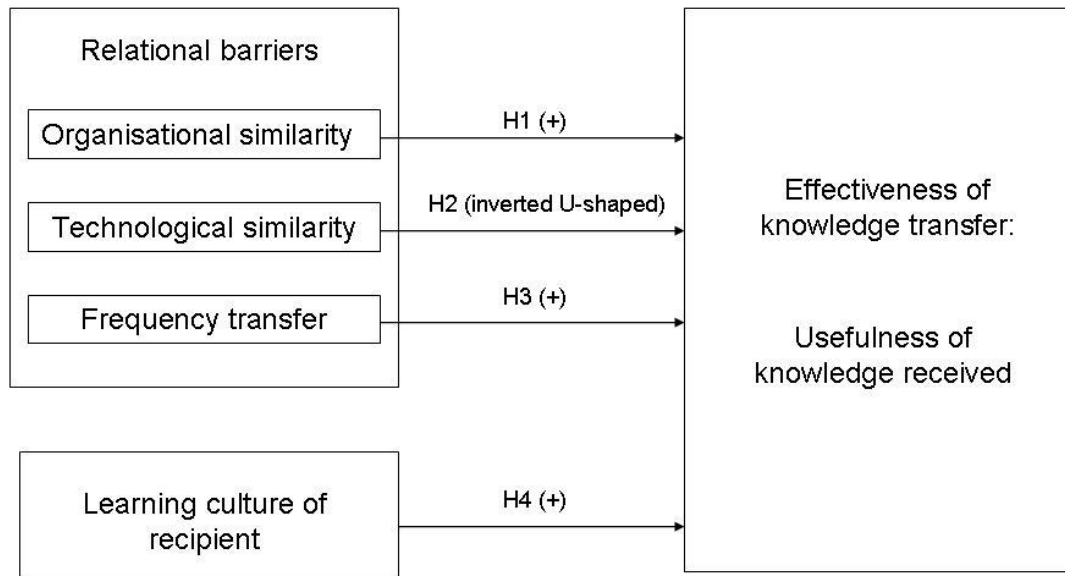 Relational barriers
Organisational similarity
H1 (+)
Technological similarity
H2 (inverted U-shaped)
Frequency transfer
H3 (+)
Learning culture of
recipient
H4 (+)
Effectiveness of
knowledge transfer:
Usefulness of
knowledge received